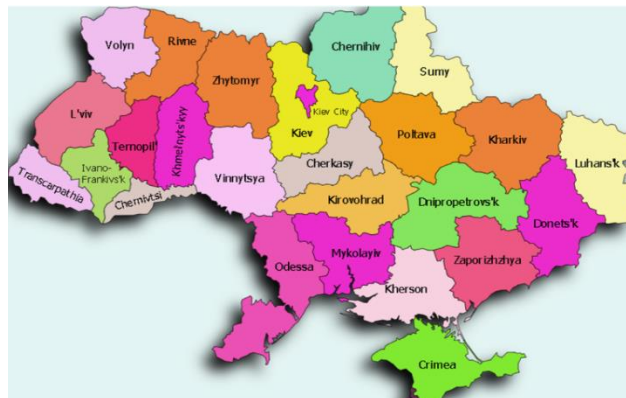 Volyn
Rivne
Zhytomyr
Chernihiv
Sumy
L'viv
Ternopil'
Khmel'nyts'kyy
Kiev City
Kiev
Poltava
Kharkiv
Luhans'k
Ivano-
Frankivs'k
Transcarpathia
Chernivtsi
Vinnytsya
Cherkasy
Kirovohrad
Dnipropetrovs'k
Donets'k
Odessa
Mykolayiv
Zaporizhzhya
Kherson
Crimea